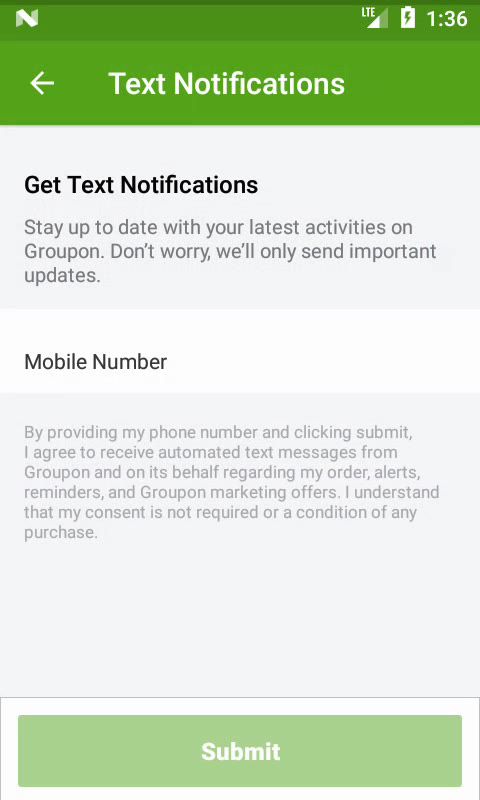 LTE 1:36
Text Notifications
Get Text Notifications
Stay up to date with your latest activities on
Groupon. Don’t worry, we’ll only send important
updates.
Mobile Number
By providing my phone number and clicking submit,
I agree to receive automated text messages from
Groupon and on its behalf regarding my order, alerts,
reminders, and Groupon marketing offers. I understand
that my consent is not required or a condition of any
purchase.
Submit